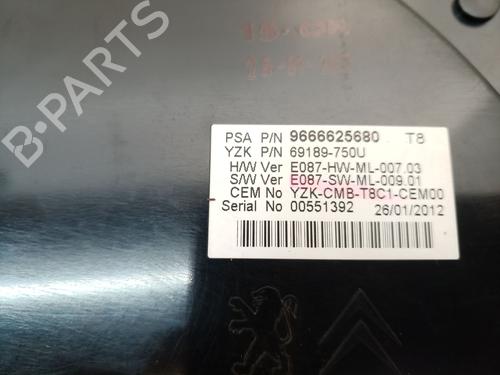 PSA P/N 9666625680 T8
YZK P/N 69189-750U
H/W Ver E087-HW-ML-007.03
S/W Ver E087-SW-ML-009.01
CEM No YZK-CMB-T8C1-CEM00
Serial No 00551392 26/01/2012
B-PARTS